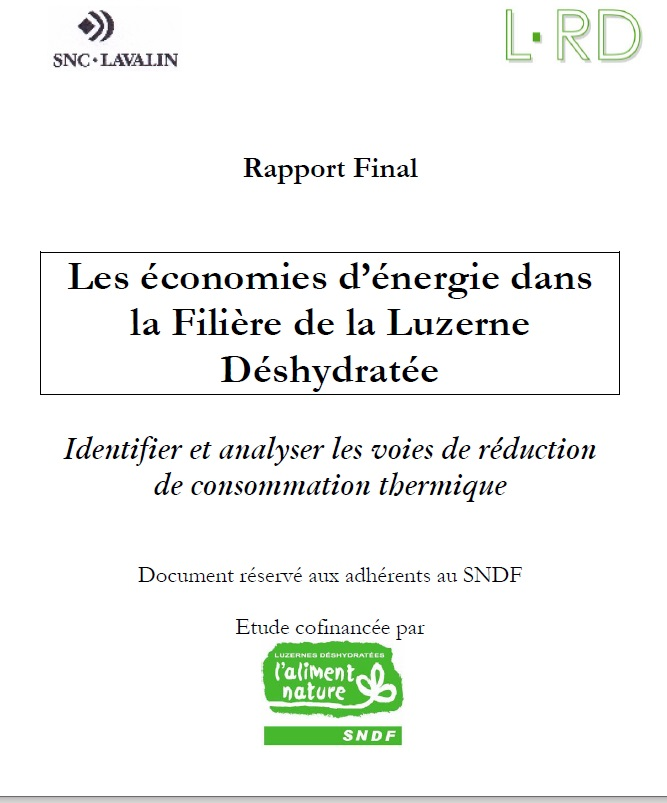 SNC • LAVALIN
L • RD
Rapport Final
Les économies d’énergie dans
la Filière de la Luzerne
Déshydratée
Identifier et analyser les voies de réduction
de consommation thermique
Document réservé aux adhérents au SNDF
Etude cofinancée par
LUZERNES DÉSHYDRATÉES
l’aliment
nature
SNDF